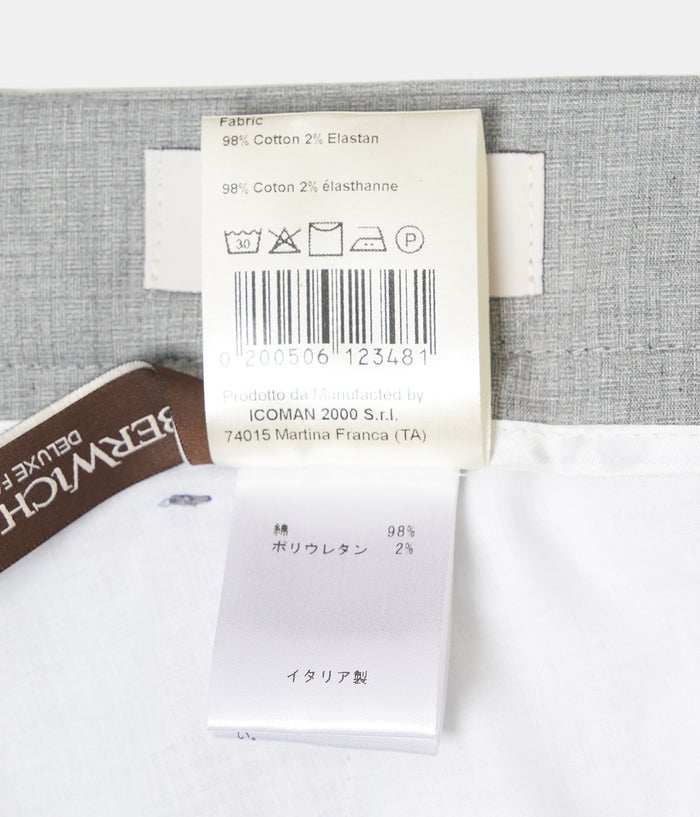 Fabric
98% Cotton 2% Elastan
98% Coton 2% élasthanne
30
P
0 200506 123481
Prodotto da Manufacted by
ICOMAN 2000 S.r.l.
74015 Martina Franca (TA)
BERWICH
DELUXE F
綿 98%
ポリウレタン 2%
イタリア製
い。